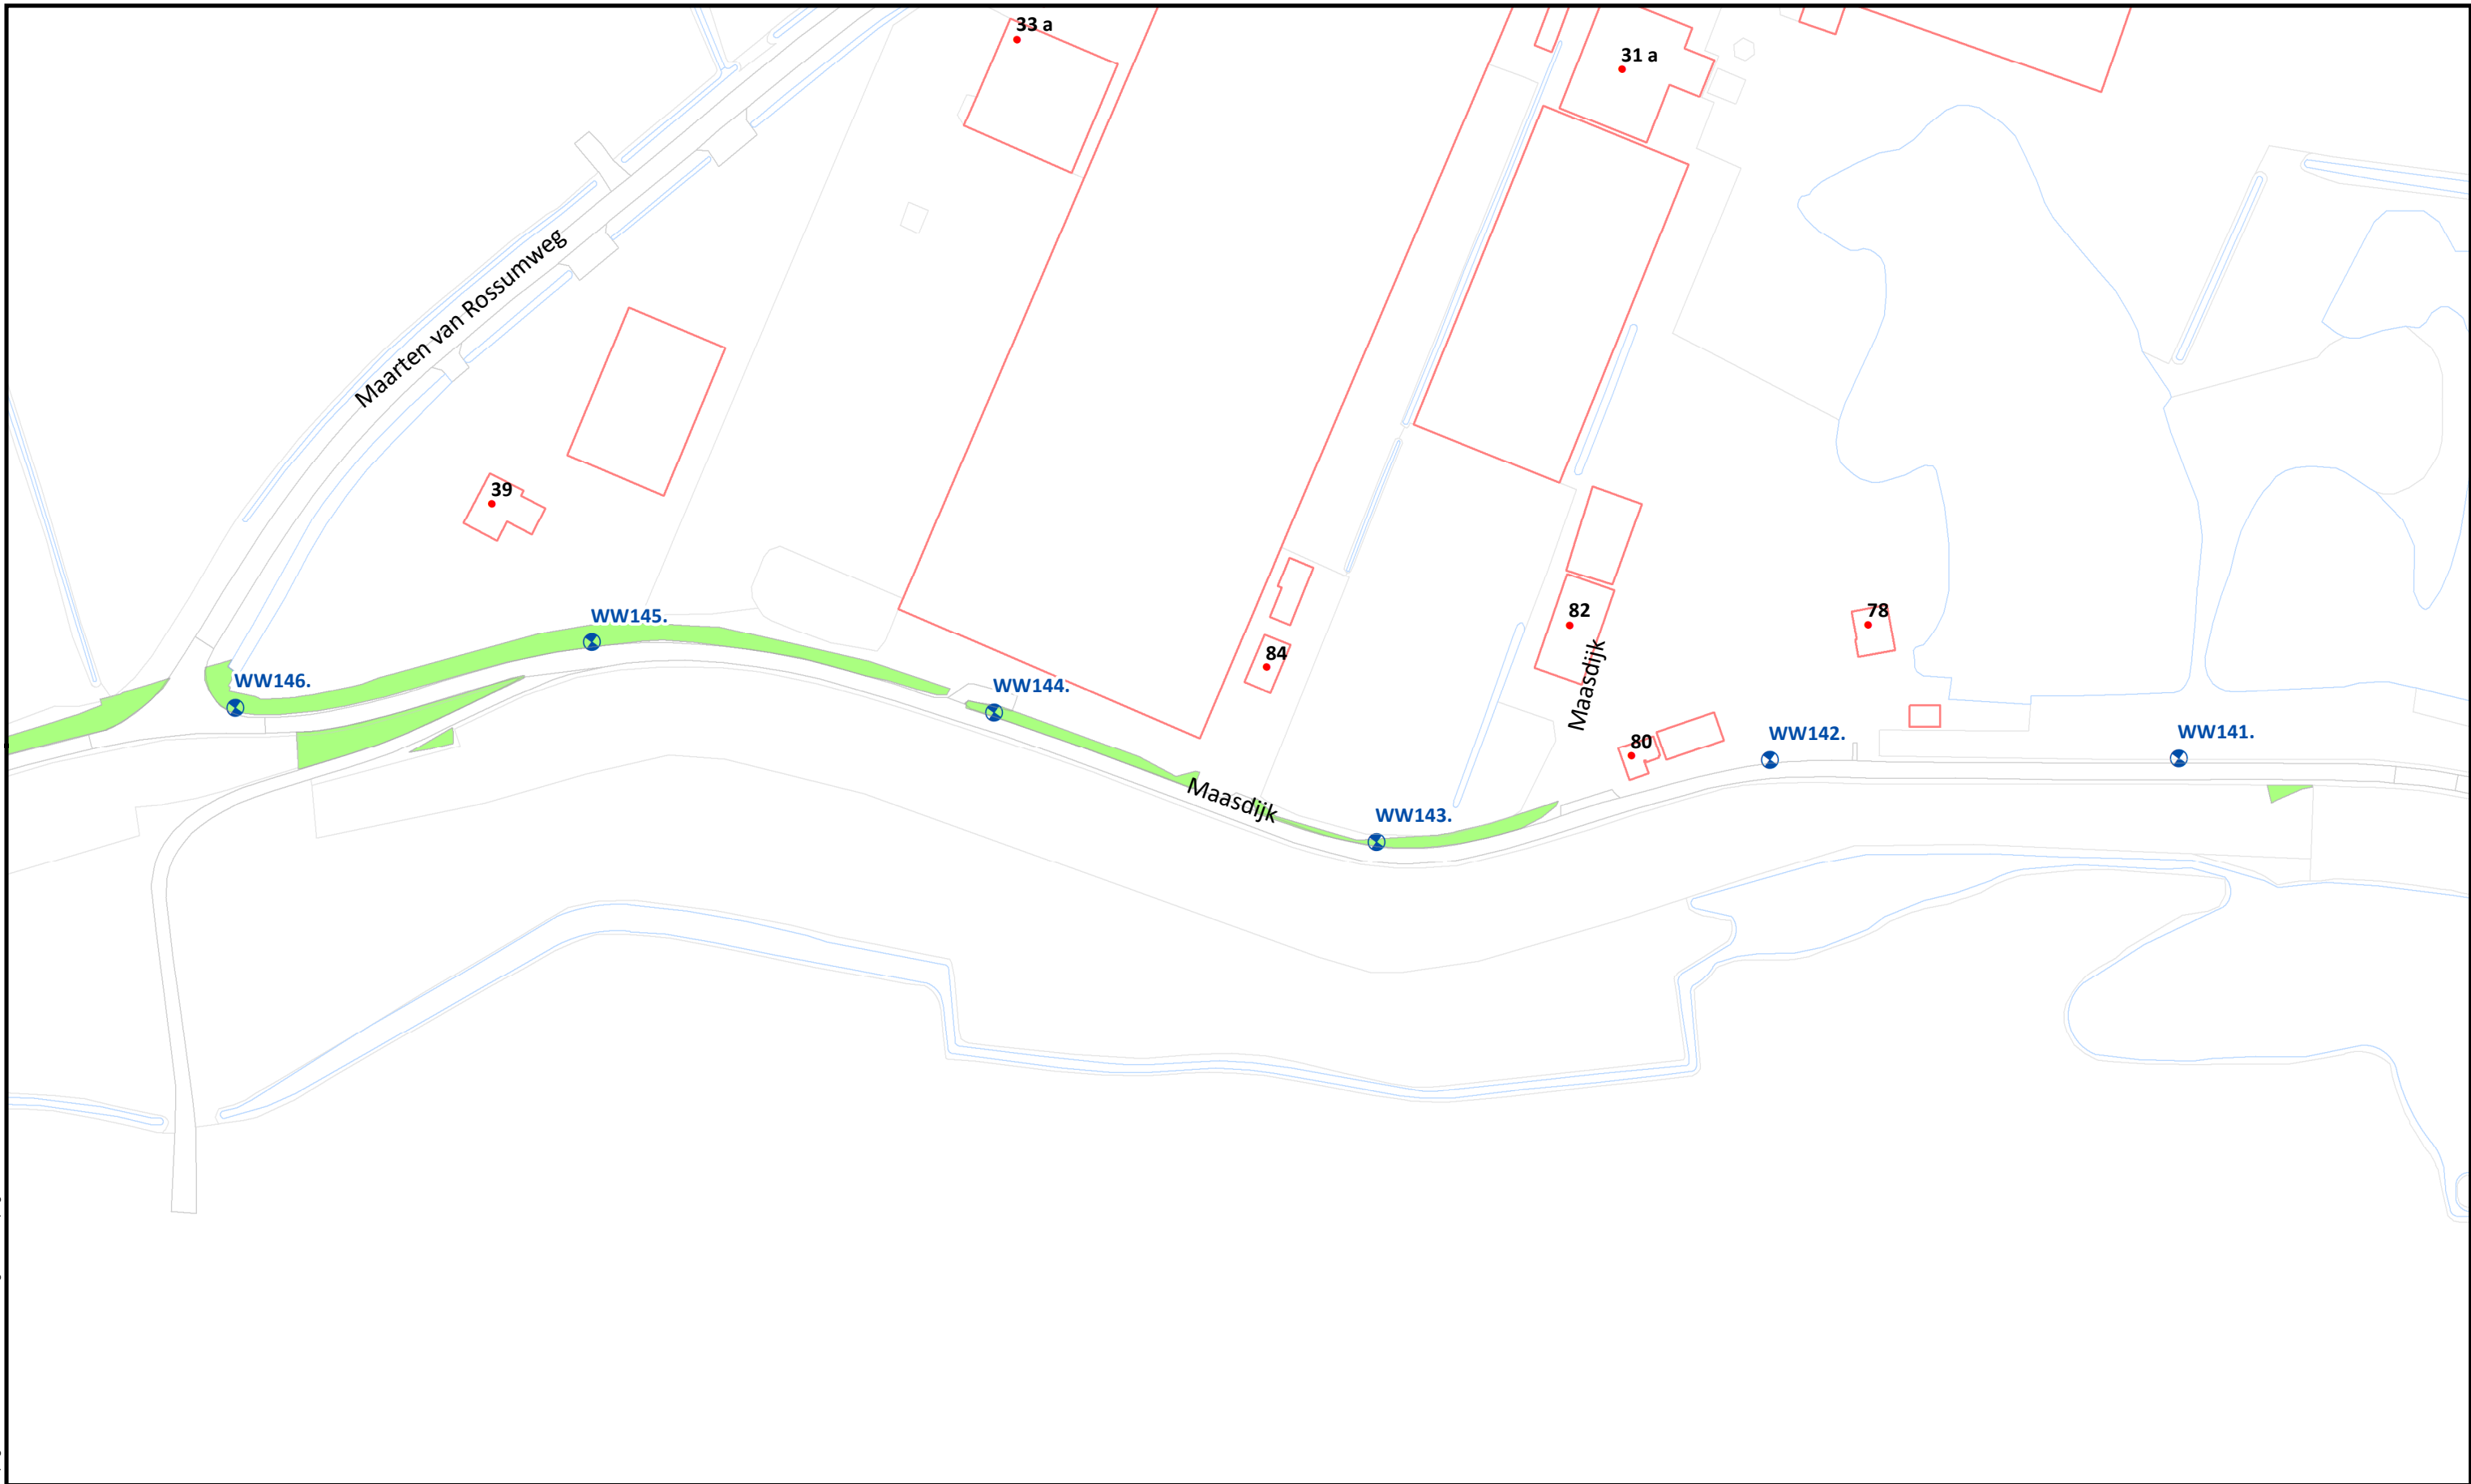 33 a
31 a
Maarten van Rossumweg
39
82
78
WW145.
Maasdijk
84
WW146.
WW144.
WW142.
WW141.
80
Maasdijk
WW143.